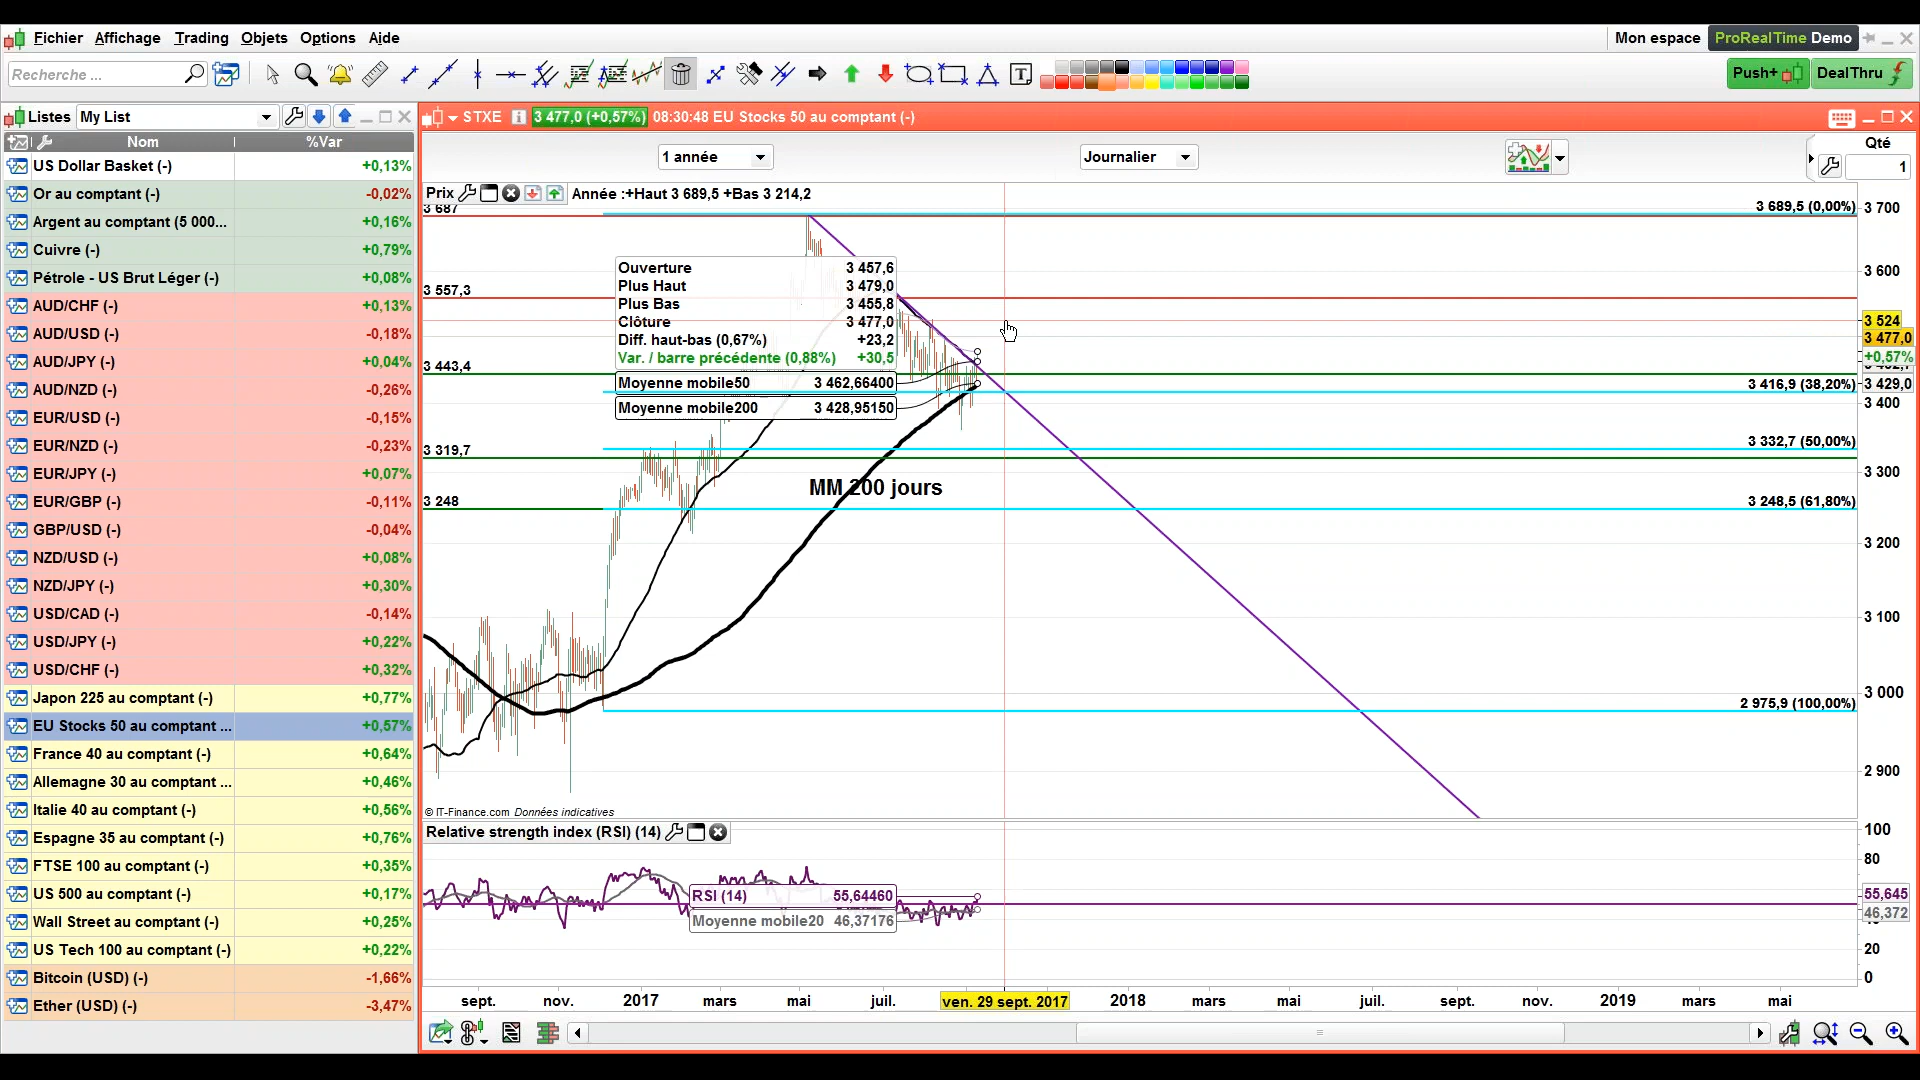 Fichier Affichage Trading Objets Options Aide
Mon espace ProRealTime Demo
Recherche ...
Push+ DealThru
Listes My List
STXE 3 477,0 (+0,57%) 08:30:48 EU Stocks 50 au comptant (-)
Nom %Var
US Dollar Basket (-) +0,13%
Or au comptant (-) -0,02%
Argent au comptant (5 000... +0,16%
Cuivre (-) +0,79%
Pétrole - US Brut Léger (-) +0,08%
AUD/CHF (-) +0,13%
AUD/USD (-) -0,18%
AUD/JPY (-) +0,04%
AUD/NZD (-) -0,26%
EUR/USD (-) -0,15%
EUR/NZD (-) -0,23%
EUR/JPY (-) +0,07%
EUR/GBP (-) -0,11%
GBP/USD (-) -0,04%
NZD/USD (-) +0,08%
NZD/JPY (-) +0,30%
USD/CAD (-) -0,14%
USD/JPY (-) +0,22%
USD/CHF (-) +0,32%
Japon 225 au comptant (-) +0,77%
EU Stocks 50 au comptant ... +0,57%
France 40 au comptant (-) +0,64%
Allemagne 30 au comptant ... +0,46%
Italie 40 au comptant (-) +0,56%
Espagne 35 au comptant (-) +0,76%
FTSE 100 au comptant (-) +0,35%
US 500 au comptant (-) +0,17%
Wall Street au comptant (-) +0,25%
US Tech 100 au comptant (-) +0,22%
Bitcoin (USD) (-) -1,66%
Ether (USD) (-) -3,47%
1 année
Journalier
Qté
1
Prix Année :+Haut 3 689,5 +Bas 3 214,2
3 687
3 557,3
3 443,4
3 319,7
3 248
Ouverture 3 457,6
Plus Haut 3 479,0
Plus Bas 3 455,8
Clôture 3 477,0
Diff. haut-bas (0,67%) +23,2
Var. / barre précédente (0,88%) +30,5
Moyenne mobile50 3 462,66400
Moyenne mobile200 3 428,95150
MM 200 jours
3 689,5 (0,00%)
3 416,9 (38,20%)
3 332,7 (50,00%)
3 248,5 (61,80%)
2 975,9 (100,00%)
3 700
3 600
3 524
3 477,0
+0,57%
3 429,0
3 400
3 300
3 200
3 100
3 000
2 900
© IT-Finance.com Données indicatives
Relative strength index (RSI) (14)
RSI (14) 55,64460
Moyenne mobile20 46,37176
100
80
55,645
46,372
20
0
sept. nov. 2017 mars mai juil. ven. 29 sept. 2017 2018 mars mai juil. sept. nov. 2019 mars mai